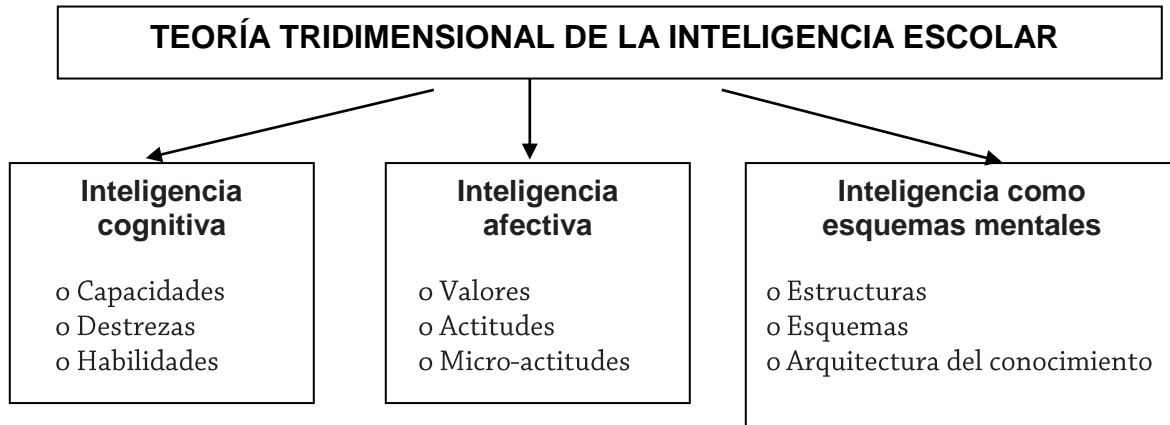 TEORÍA TRIDIMENSIONAL DE LA INTELIGENCIA ESCOLAR
Inteligencia
cognitiva
o Capacidades
o Destrezas
o Habilidades
Inteligencia
afectiva
o Valores
o Actitudes
o Micro-actitudes
Inteligencia como
esquemas mentales
o Estructuras
o Esquemas
o Arquitectura del conocimiento